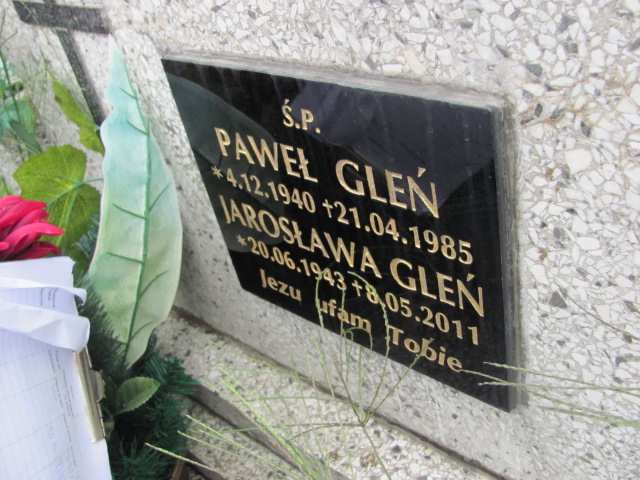 Ś.P.
PAWEŁ GLEŃ
*4.12.1940 †21.04.1985
JAROSŁAWA GLEŃ
*20.06.1943 †8.05.2011
Jezu ufam Tobie